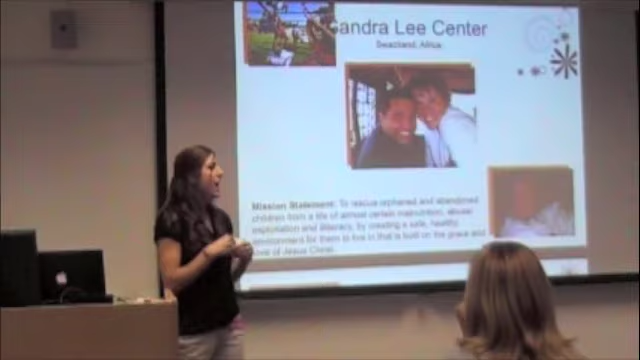 Sandra Lee Center
Swaziland, Africa
Mission Statement: To rescue orphaned and abandoned
children from a life of almost certain malnutrition, abuse,
exploitation and illiteracy, by creating a safe, healthy
environment for them to live in that is built on the grace and
love of Jesus Christ.